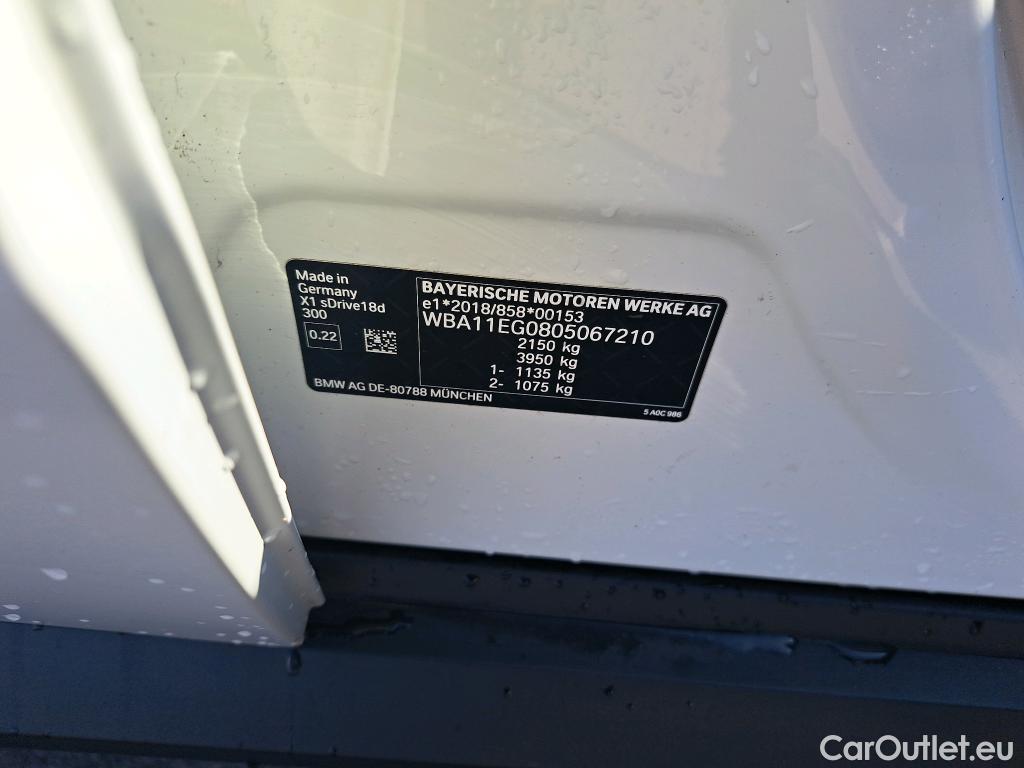 Made in
Germany
X1 sDrive18d
300
0.22
BAYERISCHE MOTOREN WERKE AG
e1*2018/858*00153
WBA11EG0805067210
2150 kg
3950 kg
1- 1135 kg
2- 1075 kg
BMW AG DE-80788 MÜNCHEN
5 A0C 986
CarOutlet.eu